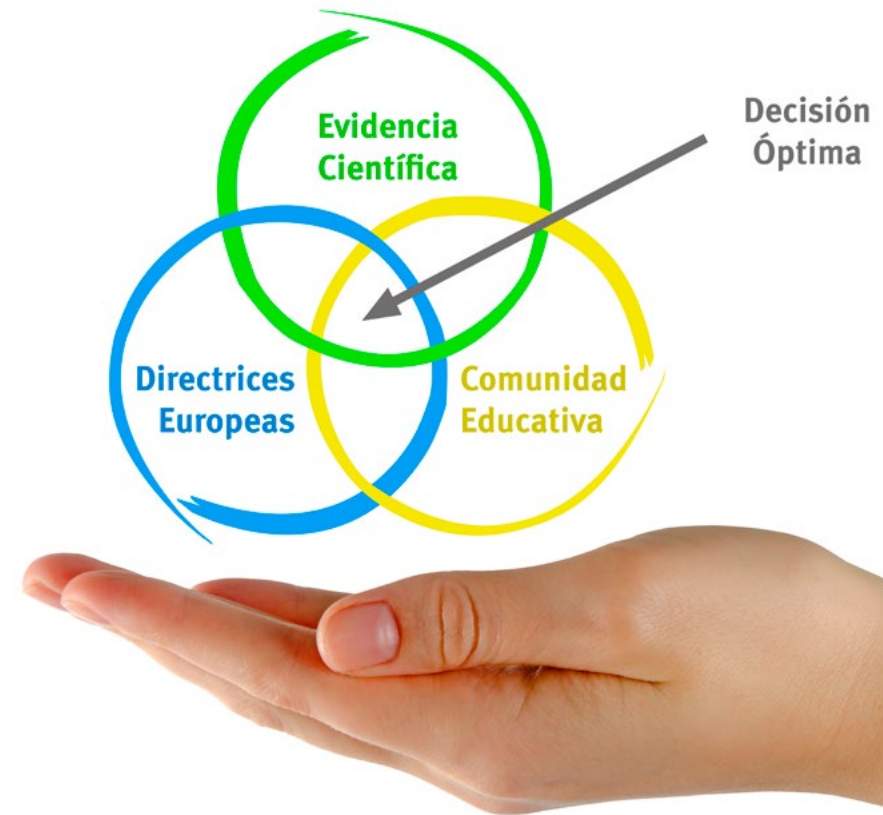 Evidencia
Científica
Decisión
Óptima
Directrices
Europeas
Comunidad
Educativa